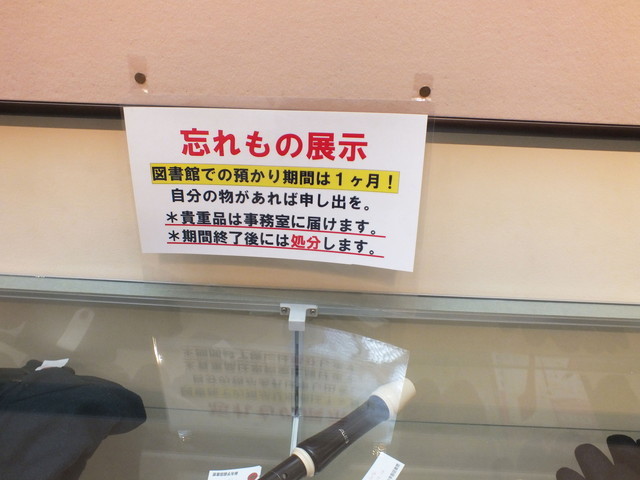 忘れもの展示
図書館での預かり期間は１ヶ月！
自分の物があれば申し出を。
＊貴重品は事務室に届けます。
＊期間終了後には処分します。